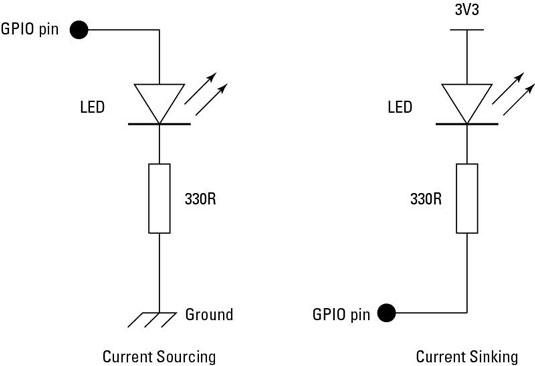 3V3
GPIO pin
LED
LED
330R
330R
Ground
GPIO pin
Current Sourcing
Current Sinking